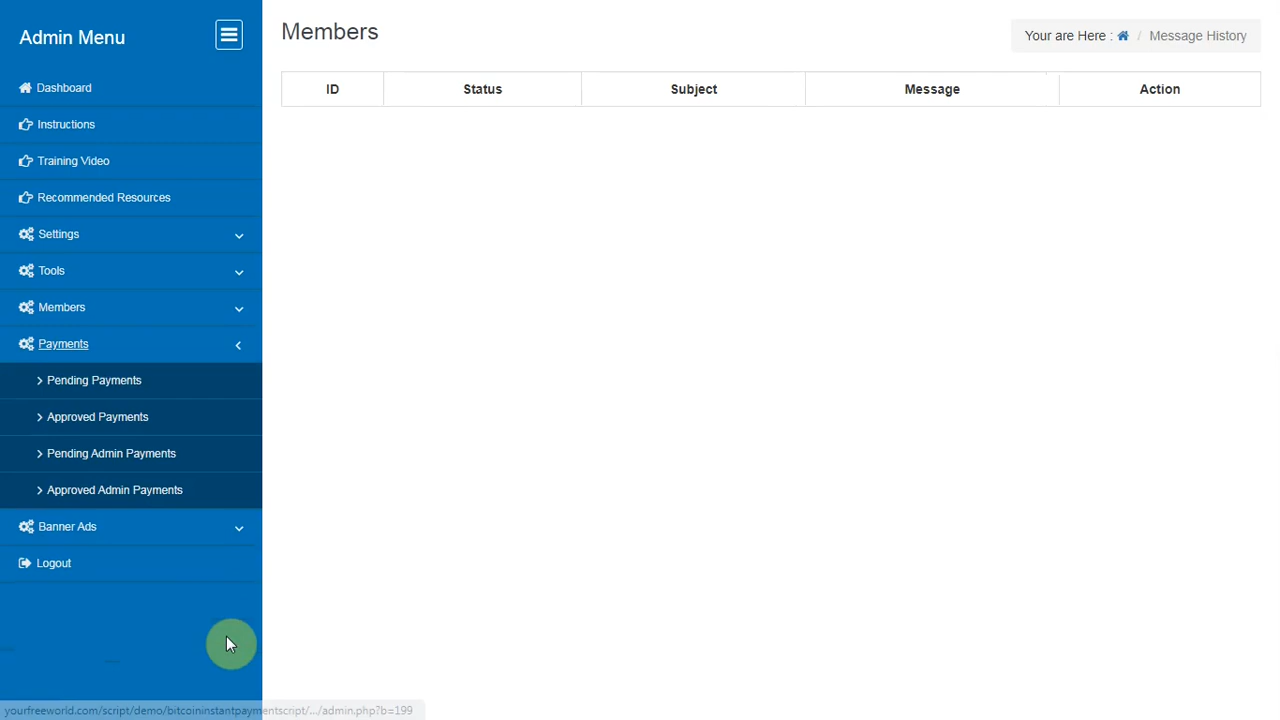 Admin Menu
Dashboard
Instructions
Training Video
Recommended Resources
Settings
Tools
Members
Payments
Pending Payments
Approved Payments
Pending Admin Payments
Approved Admin Payments
Banner Ads
Logout
Members
Your are Here : / Message History
ID Status Subject Message Action
yourfreeworld.com/script/demo/bitcoininstantpaymentscript/.../admin.php?b=199